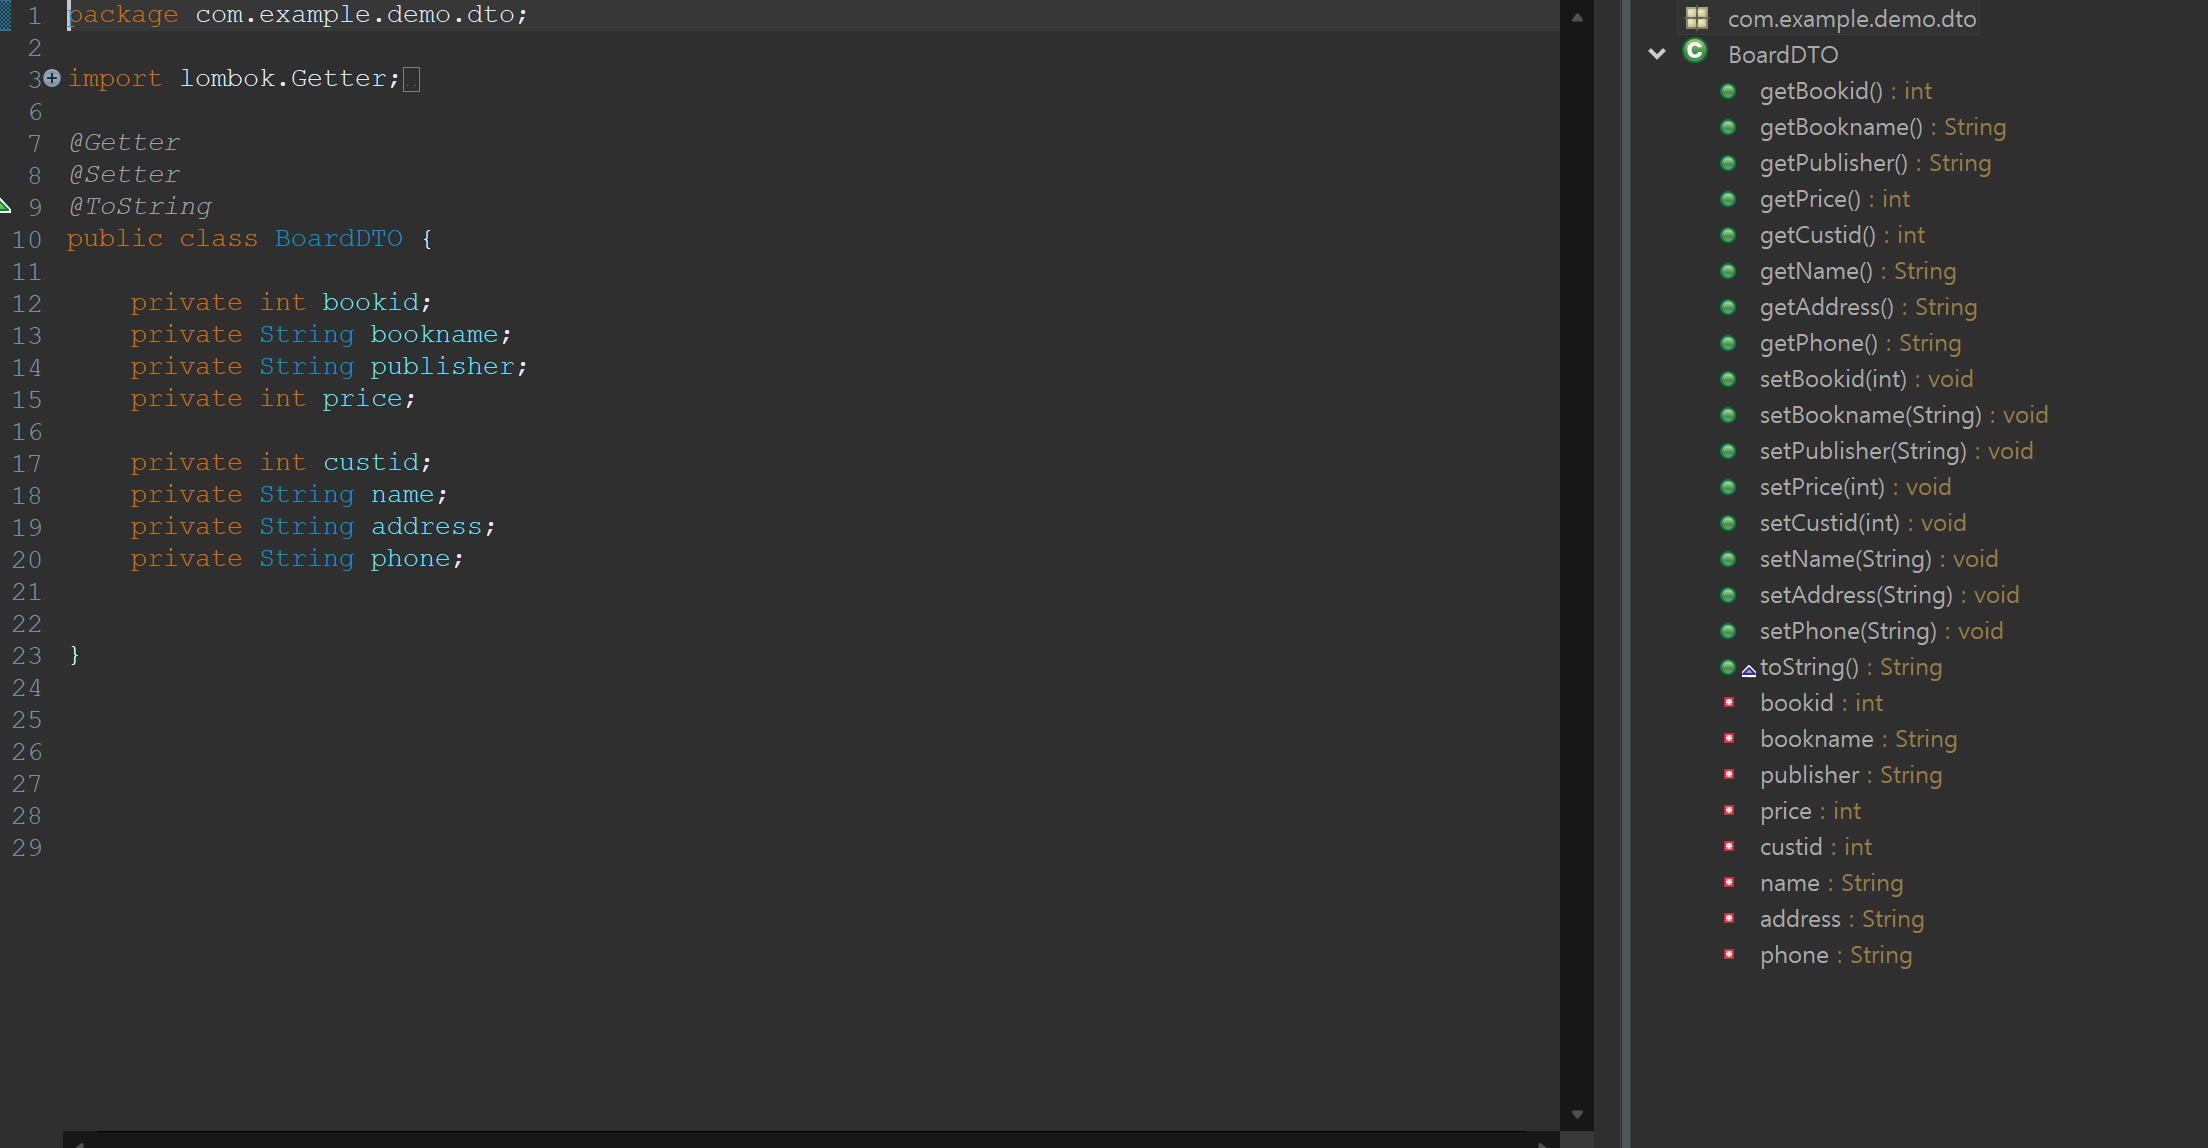 1 package com.example.demo.dto;
2
3 import lombok.Getter;
6
7 @Getter
8 @Setter
9 @ToString
10 public class BoardDTO {
11
12 private int bookid;
13 private String bookname;
14 private String publisher;
15 private int price;
16
17 private int custid;
18 private String name;
19 private String address;
20 private String phone;
21
22
23 }
24
25
26
27
28
29
com.example.demo.dto
BoardDTO
getBookid() : int
getBookname() : String
getPublisher() : String
getPrice() : int
getCustid() : int
getName() : String
getAddress() : String
getPhone() : String
setBookid(int) : void
setBookname(String) : void
setPublisher(String) : void
setPrice(int) : void
setCustid(int) : void
setName(String) : void
setAddress(String) : void
setPhone(String) : void
toString() : String
bookid : int
bookname : String
publisher : String
price : int
custid : int
name : String
address : String
phone : String